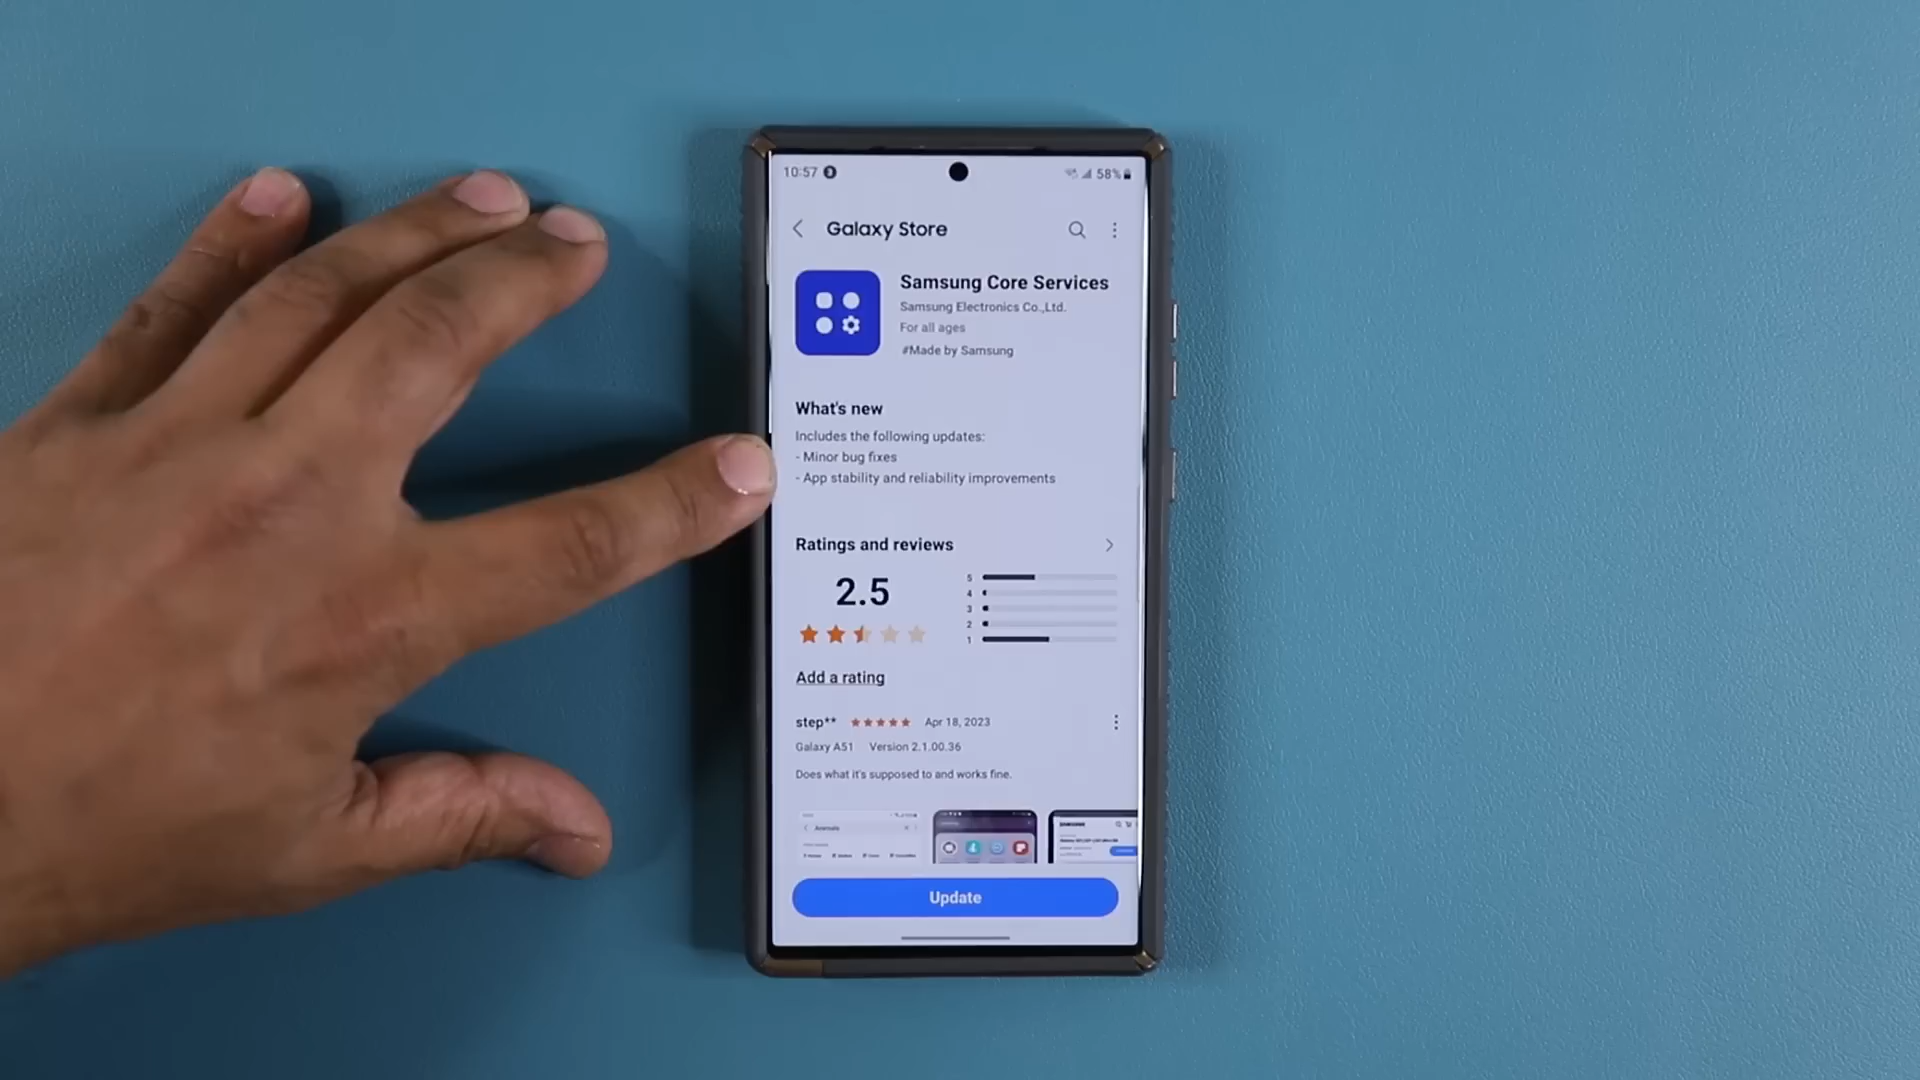 10:57
58%
Galaxy Store
Samsung Core Services
Samsung Electronics Co.,Ltd.
For all ages
#Made by Samsung
What's new
Includes the following updates:
- Minor bug fixes
- App stability and reliability improvements
Ratings and reviews
2.5
5
4
3
2
1
Add a rating
step** Apr 18, 2023
Galaxy A51 Version 2.1.00.36
Does what it's supposed to and works fine.
SAMSUNG
Update